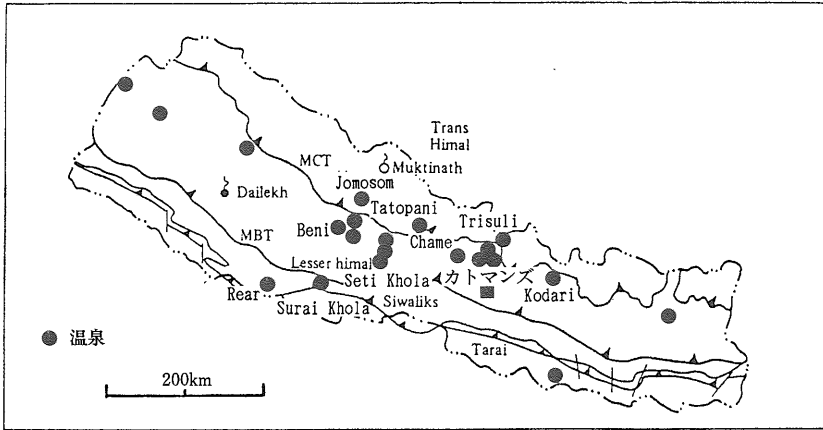 Trans
Himal
MCT
Muktinath
Jomosom
Dailekh
Tatopani
Trisuli
Beni
Chame
MBT
Lesser himal
カトマンズ
Seti Khola
Kodari
Rear
Siwaliks
Surai Khola
温泉
Tarai
200km